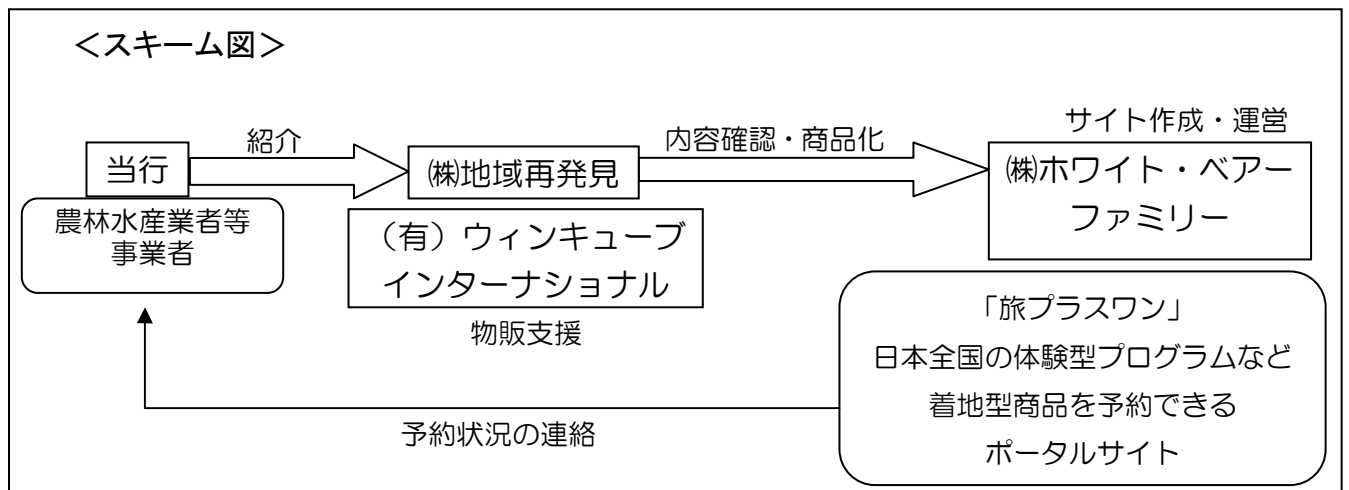 ＜スキーム図＞
当行
農林水産業者等
事業者
紹介
㈱地域再発見
（有）ウィンキューブ
インターナショナル
物販支援
内容確認・商品化
サイト作成・運営
㈱ホワイト・ベアー
ファミリー
「旅プラスワン」
日本全国の体験型プログラムなど
着地型商品を予約できる
ポータルサイト
予約状況の連絡